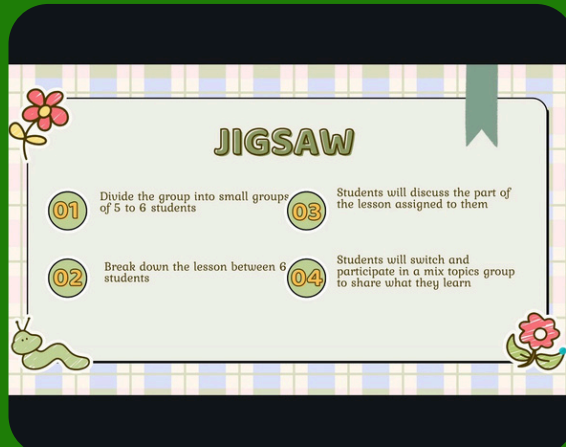 JIGSAW
01
Divide the group into small groups
of 5 to 6 students
02
Break down the lesson between 6
students
03
Students will discuss the part of
the lesson assigned to them
04
Students will switch and
participate in a mix topics group
to share what they learn